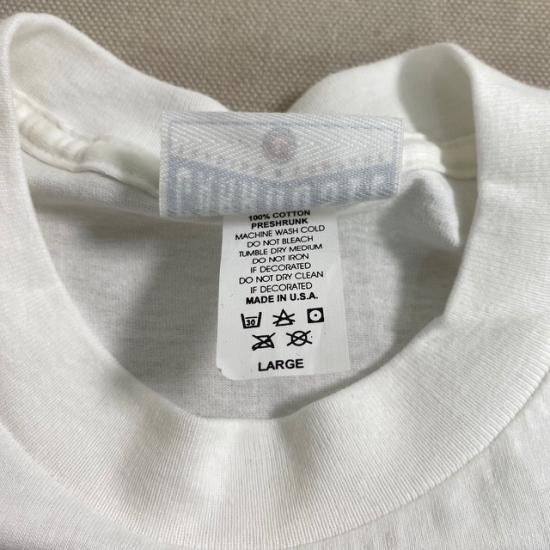 100% COTTON
PRESHRUNK
MACHINE WASH COLD
DO NOT BLEACH
TUMBLE DRY MEDIUM
DO NOT IRON
IF DECORATED
DO NOT DRY CLEAN
IF DECORATED
MADE IN U.S.A.
30
LARGE